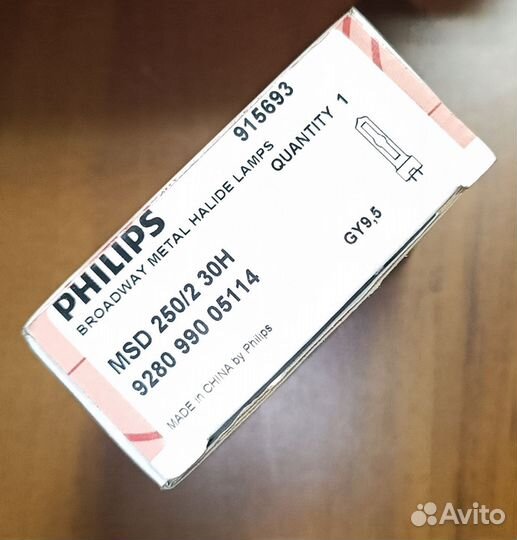 PHILIPS
BROADWAY METAL HALIDE LAMPS
MSD 250/2 30H
9280 990 05114
MADE in CHINA by Philips
915693
QUANTITY 1
GY9,5
Avito